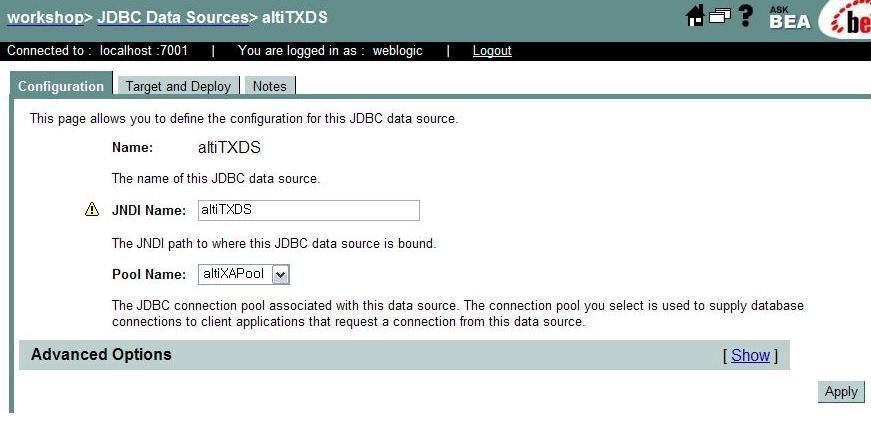 workshop> JDBC Data Sources> altiTXDS
? ASK BEA
Connected to : localhost :7001 | You are logged in as : weblogic | Logout
Configuration Target and Deploy Notes
This page allows you to define the configuration for this JDBC data source.
Name: altiTXDS
The name of this JDBC data source.
JNDI Name: altiTXDS
The JNDI path to where this JDBC data source is bound.
Pool Name: altiXAPool
The JDBC connection pool associated with this data source. The connection pool you select is used to supply database
connections to client applications that request a connection from this data source.
Advanced Options [ Show ]
Apply